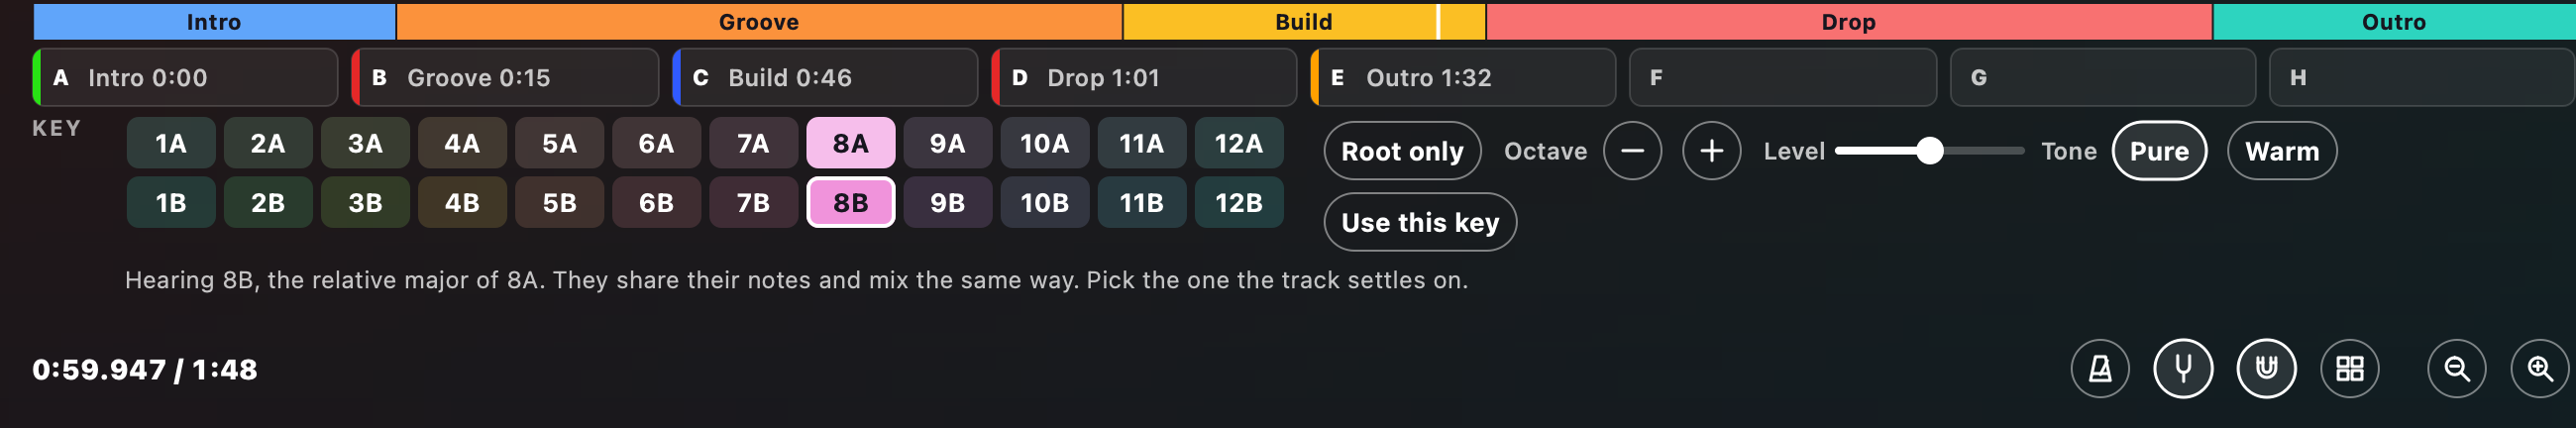 Intro Groove Build Drop Outro
A Intro 0:00 B Groove 0:15 C Build 0:46 D Drop 1:01 E Outro 1:32 F G H
KEY 1A 2A 3A 4A 5A 6A 7A 8A 9A 10A 11A 12A
1B 2B 3B 4B 5B 6B 7B 8B 9B 10B 11B 12B
Root only Octave − + Level Tone Pure Warm
Use this key
Hearing 8B, the relative major of 8A. They share their notes and mix the same way. Pick the one the track settles on.
0:59.947 / 1:48